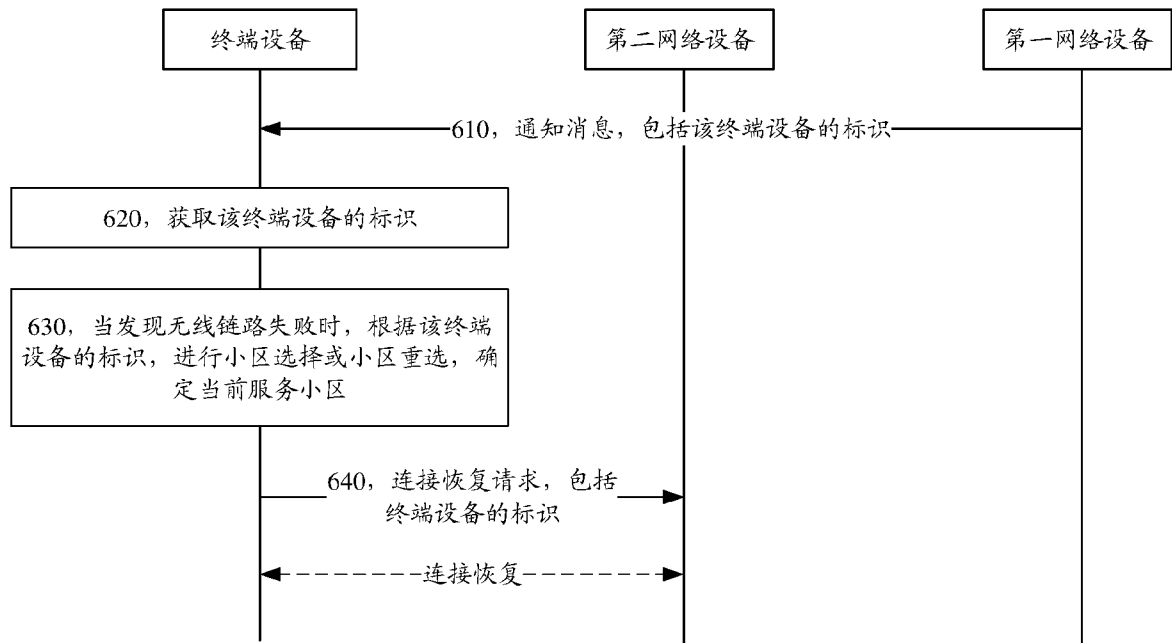 终端设备
第二网络设备
第一网络设备
610，通知消息，包括该终端设备的标识
620，获取该终端设备的标识
630，当发现无线链路失败时，根据该终端
设备的标识，进行小区选择或小区重选，确
定当前服务小区
640，连接恢复请求，包括
终端设备的标识
连接恢复